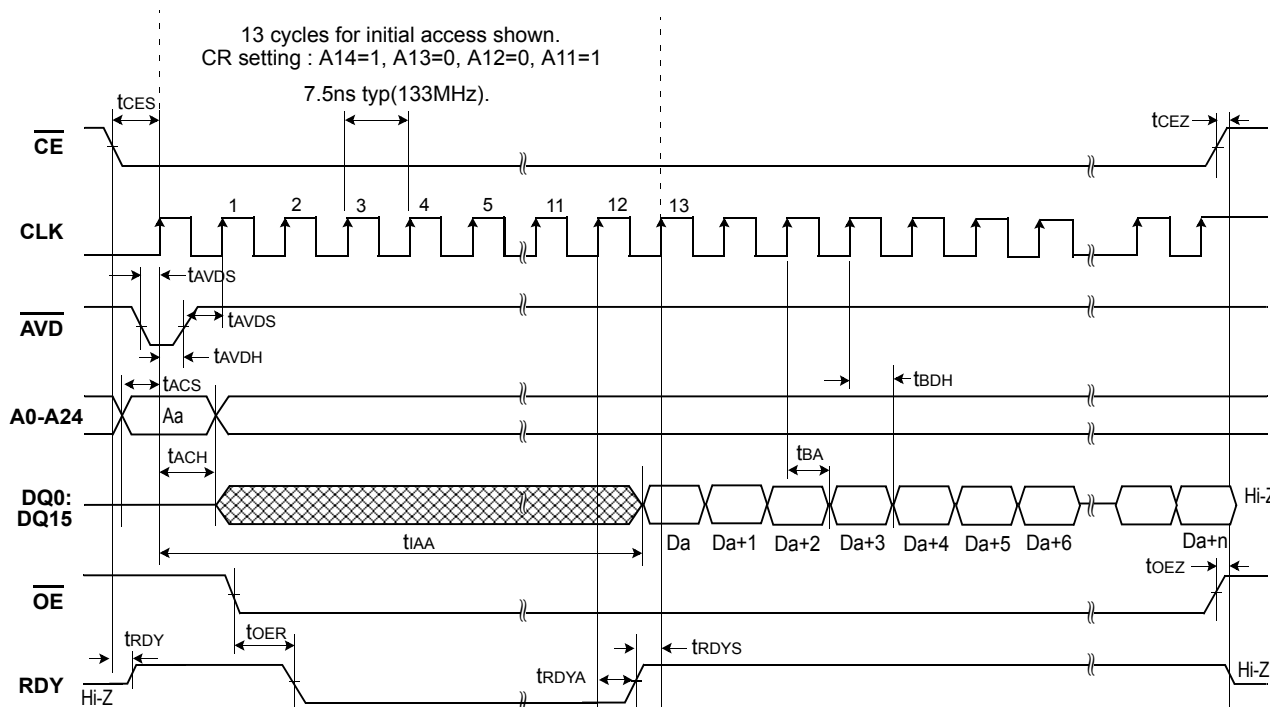 13 cycles for initial access shown.
CR setting : A14=1, A13=0, A12=0, A11=1
7.5ns typ(133MHz).
tCES
tCEZ
CE
1 2 3 4 5 11 12 13
CLK
tAVDS
AVD
tAVDS
tAVDH
tACS
tBDH
A0-A24
Aa
tACH
tBA
DQ0:
DQ15
Hi-Z
tIAA
Da Da+1 Da+2 Da+3 Da+4 Da+5 Da+6 Da+n
tOEZ
OE
tOER
tRDY
tRDYS
tRDYA
RDY
Hi-Z
Hi-Z